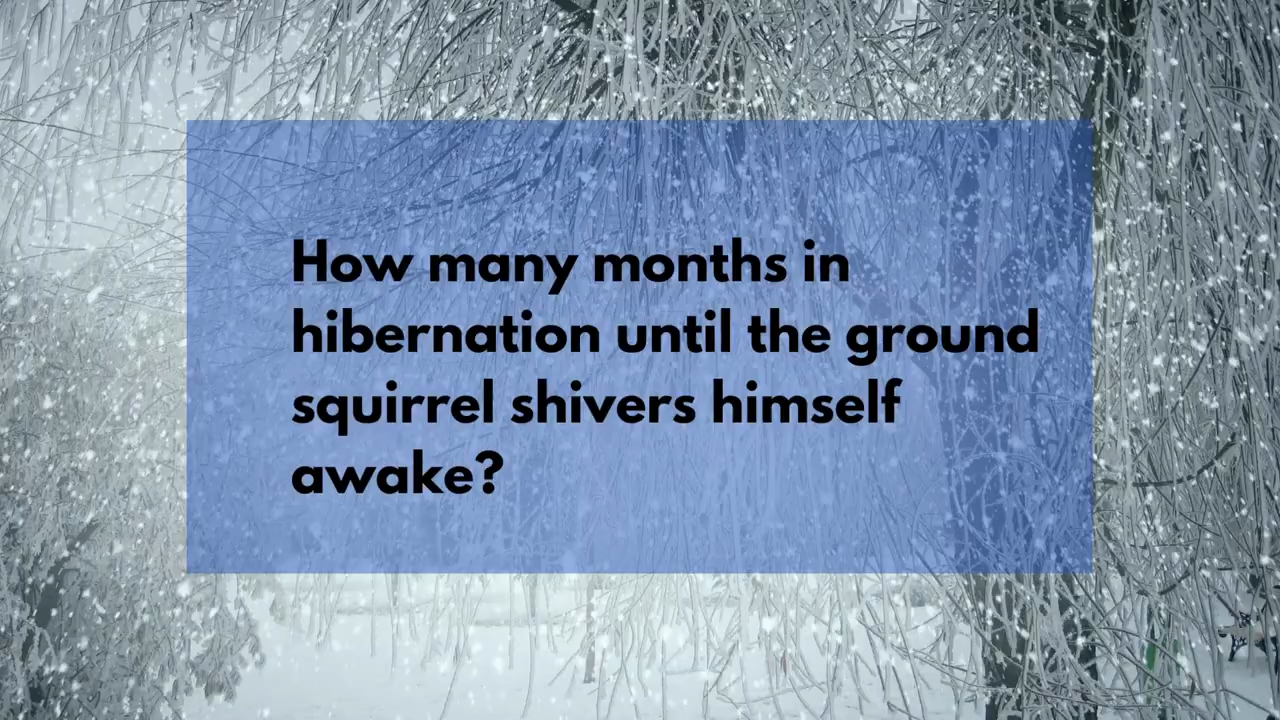 How many months in
hibernation until the ground
squirrel shivers himself
awake?